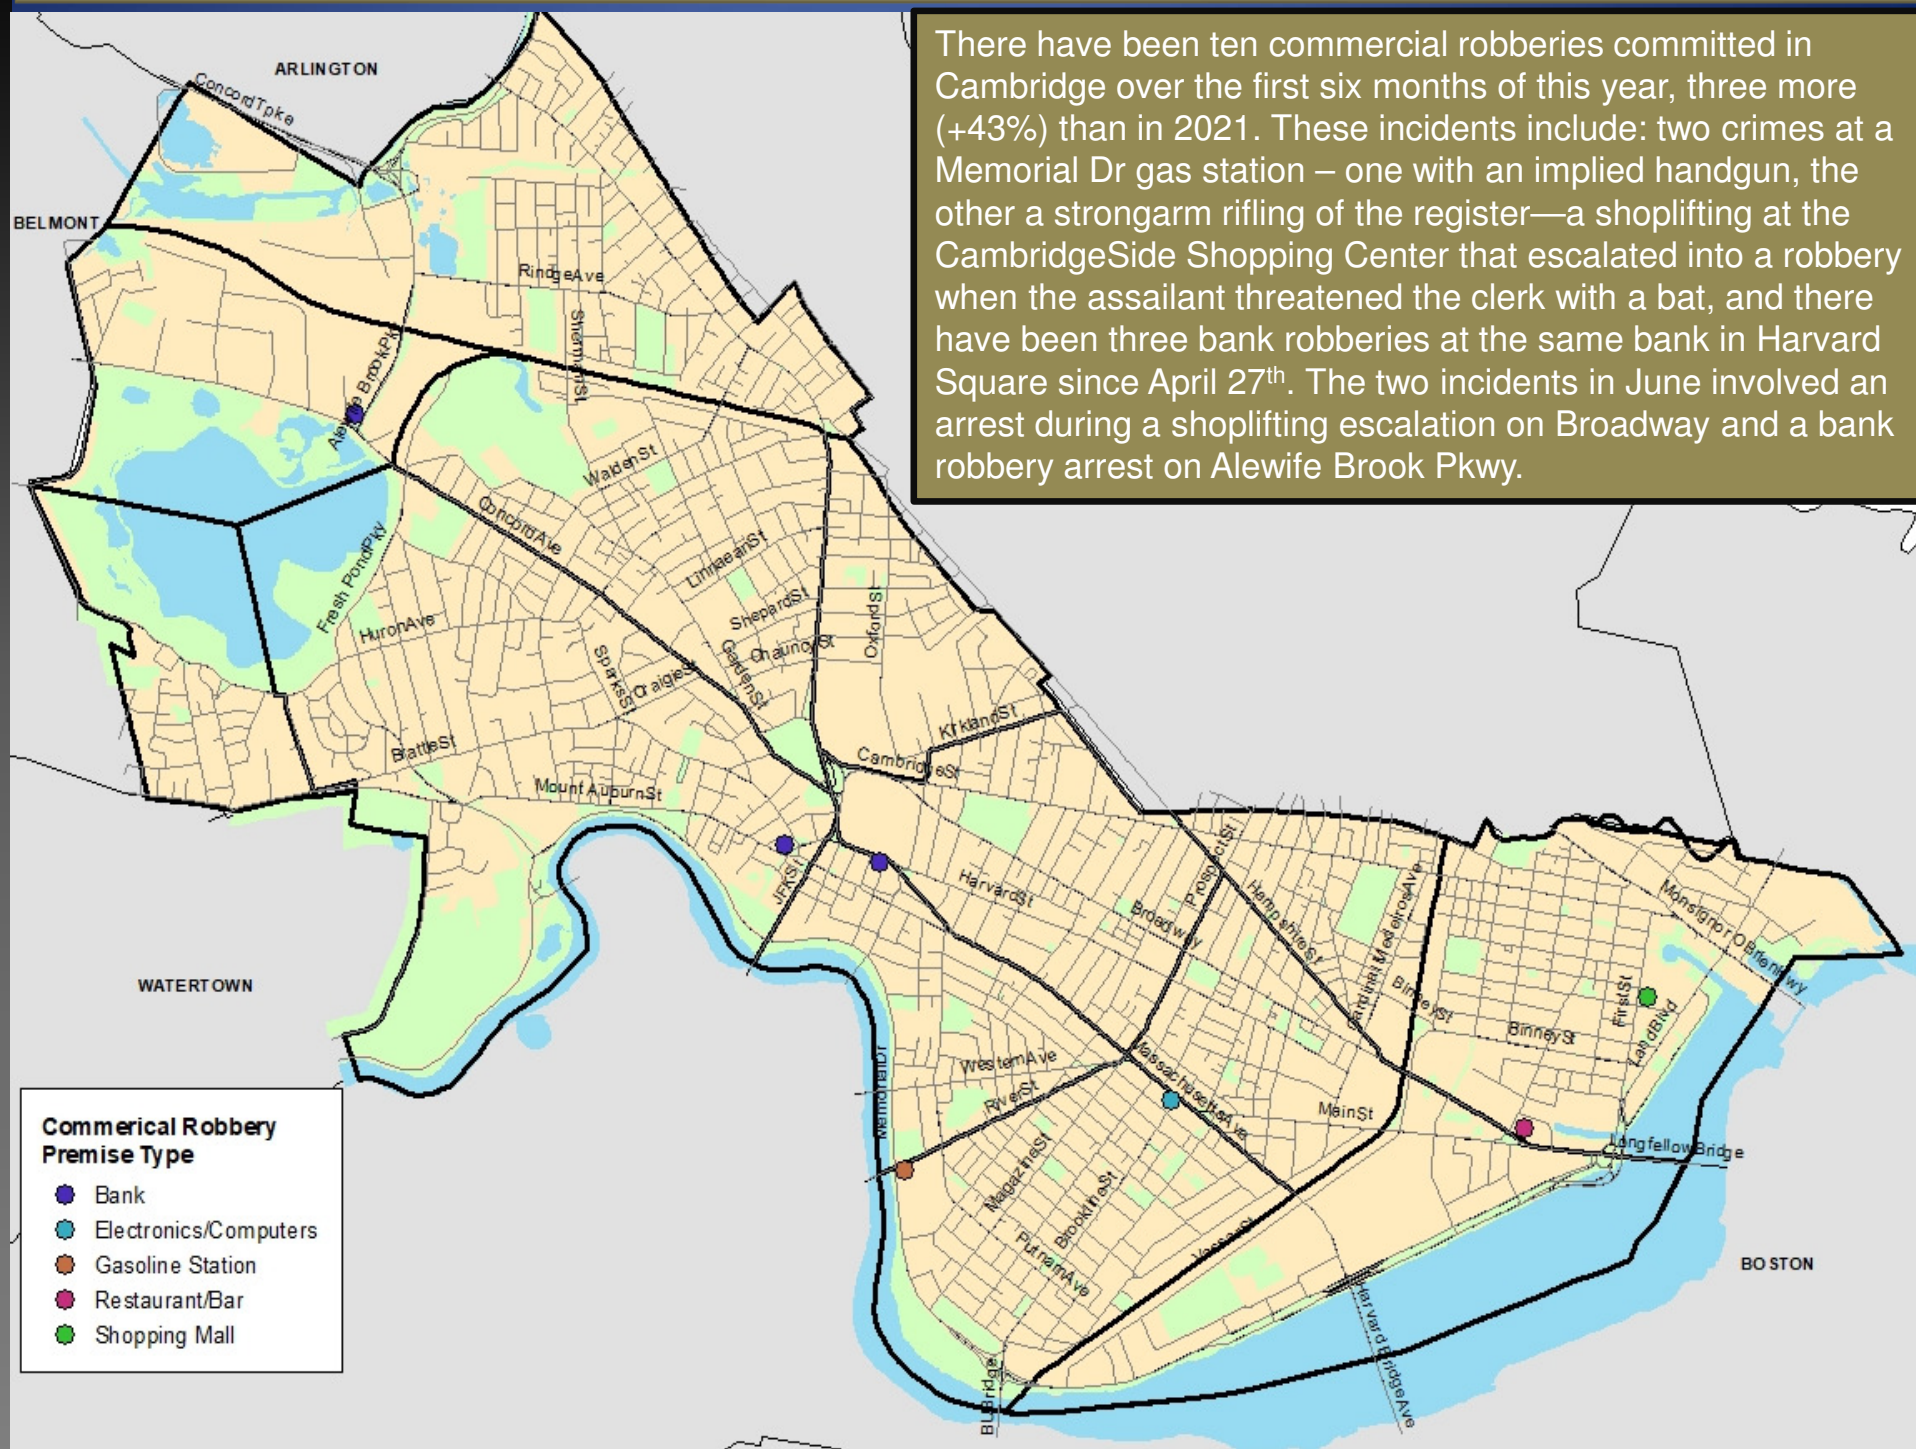 There have been ten commercial robberies committed in
Cambridge over the first six months of this year, three more
(+43%) than in 2021. These incidents include: two crimes at a
Memorial Dr gas station – one with an implied handgun, the
other a strongarm rifling of the register—a shoplifting at the
CambridgeSide Shopping Center that escalated into a robbery
when the assailant threatened the clerk with a bat, and there
have been three bank robberies at the same bank in Harvard
Square since April 27th. The two incidents in June involved an
arrest during a shoplifting escalation on Broadway and a bank
robbery arrest on Alewife Brook Pkwy.
ARLINGTON
Concord Tpke
BELMONT
Ringe Ave
Sherman St
Alewife Brook Pky
Walden St
Concord Ave
Linnaean St
Fresh Pond Pky
Huron Ave
Shepard St
Oxford St
Chauncy St
Garden St
Sparks St
Craigie St
Kirkland St
Brattle St
Cambridge St
Mount Auburn St
JFK St
Harvard St
Broadway
Prospect St
Hampshire St
Cardinal Medeiros Ave
Monsignor OBrien Hwy
WATERTOWN
Binney St
Binney St
First St
Land Blvd
Memorial Dr
Western Ave
River St
Massachusetts Ave
Main St
Longfellow Bridge
Magazine St
Brookline St
Putnam Ave
Vassar St
BOSTON
Harvard Bridge Ave
BU Bridge
Commerical Robbery
Premise Type
Bank
Electronics/Computers
Gasoline Station
Restaurant/Bar
Shopping Mall